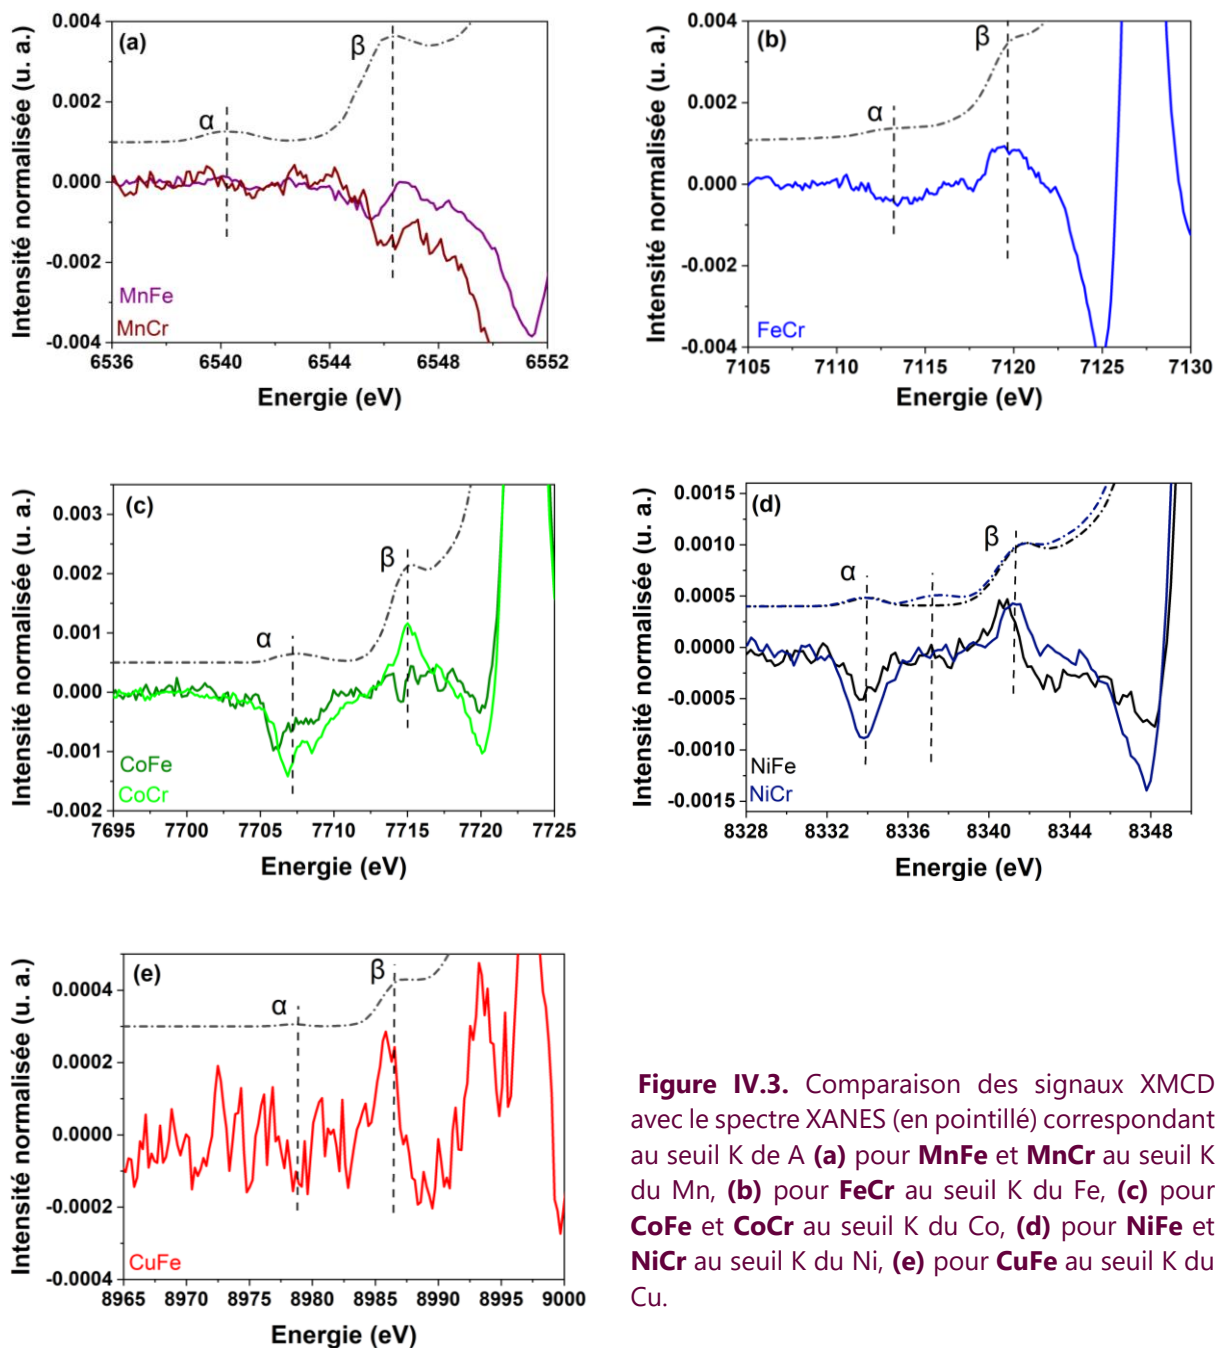 (a)
α
β
MnFe
MnCr
Intensité normalisée (u. a.)
0.004
0.002
0.000
-0.002
-0.004
6536 6540 6544 6548 6552
Energie (eV)
(b)
α
β
FeCr
Intensité normalisée (u. a.)
0.004
0.002
0.000
-0.002
-0.004
7105 7110 7115 7120 7125 7130
Energie (eV)
(c)
α
β
CoFe
CoCr
Intensité normalisée (u. a.)
0.003
0.002
0.001
0.000
-0.001
-0.002
7695 7700 7705 7710 7715 7720 7725
Energie (eV)
(d)
α
β
NiFe
NiCr
Intensité normalisée (u. a.)
0.0015
0.0010
0.0005
0.0000
-0.0005
-0.0010
-0.0015
8328 8332 8336 8340 8344 8348
Energie (eV)
(e)
α
β
CuFe
Intensité normalisée (u. a.)
0.0004
0.0002
0.0000
-0.0002
-0.0004
8965 8970 8975 8980 8985 8990 8995 9000
Energie (eV)
Figure IV.3. Comparaison des signaux XMCD
avec le spectre XANES (en pointillé) correspondant
au seuil K de A (a) pour MnFe et MnCr au seuil K
du Mn, (b) pour FeCr au seuil K du Fe, (c) pour
CoFe et CoCr au seuil K du Co, (d) pour NiFe et
NiCr au seuil K du Ni, (e) pour CuFe au seuil K du
Cu.